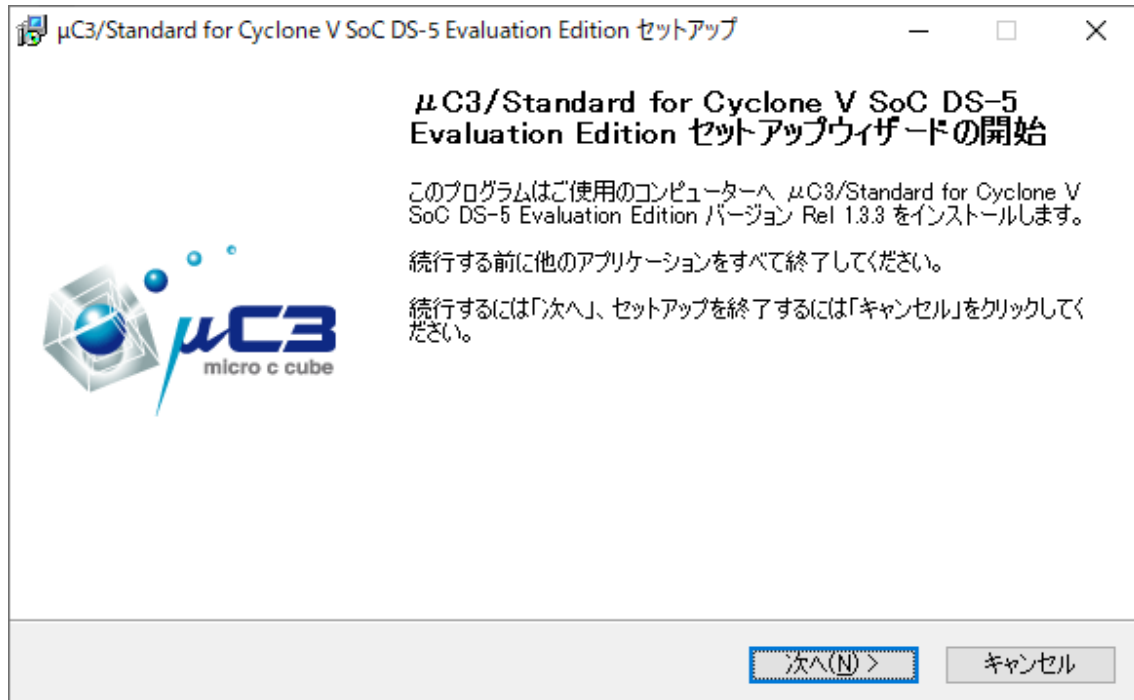 µC3/Standard for Cyclone V SoC DS-5 Evaluation Edition セットアップ
μC3/Standard for Cyclone V SoC DS-5
Evaluation Edition セットアップウィザードの開始
このプログラムはご使用のコンピューターへ μC3/Standard for Cyclone V
SoC DS-5 Evaluation Edition バージョン Rel 1.3.3 をインストールします。
続行する前に他のアプリケーションをすべて終了してください。
続行するには「次へ」、セットアップを終了するには「キャンセル」をクリックしてく
ださい。
μC3
micro c cube
次へ(N) >
キャンセル